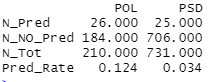 POL PSD
N_Pred 26.000 25.000
N_NO_Pred 184.000 706.000
N_Tot 210.000 731.000
Pred_Rate 0.124 0.034